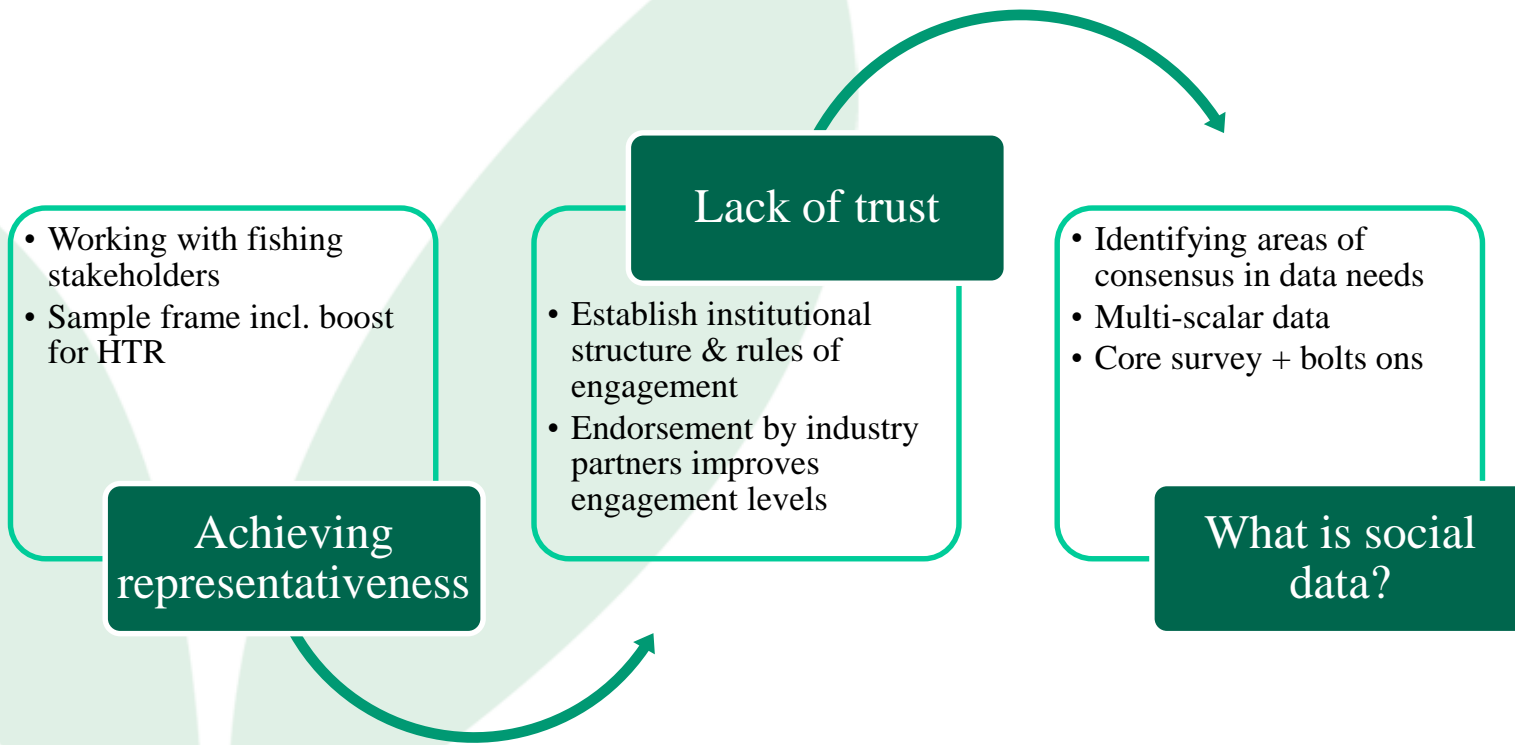 • Working with fishing
stakeholders
• Sample frame incl. boost
for HTR
Achieving
representativeness
Lack of trust
• Establish institutional
structure & rules of
engagement
• Endorsement by industry
partners improves
engagement levels
• Identifying areas of
consensus in data needs
• Multi-scalar data
• Core survey + bolts ons
What is social
data?